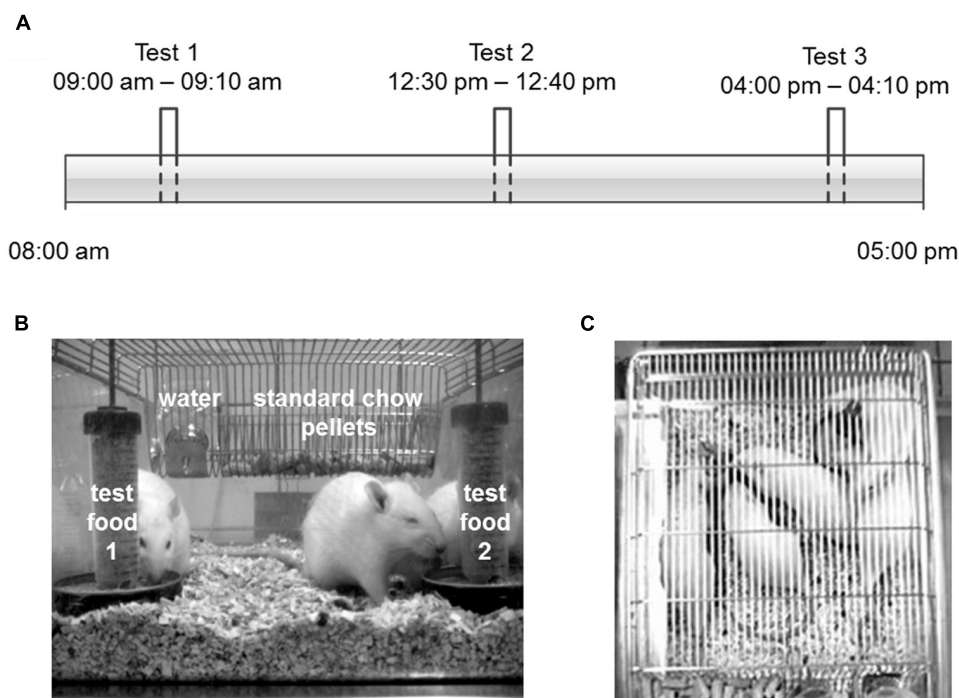 A
Test 1
09:00 am – 09:10 am
Test 2
12:30 pm – 12:40 pm
Test 3
04:00 pm – 04:10 pm
08:00 am
05:00 pm
B
water
standard chow
pellets
test
food
1
test
food
2
C